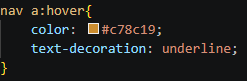 nav a:hover{
    color: #c78c19;
    text-decoration: underline;
}